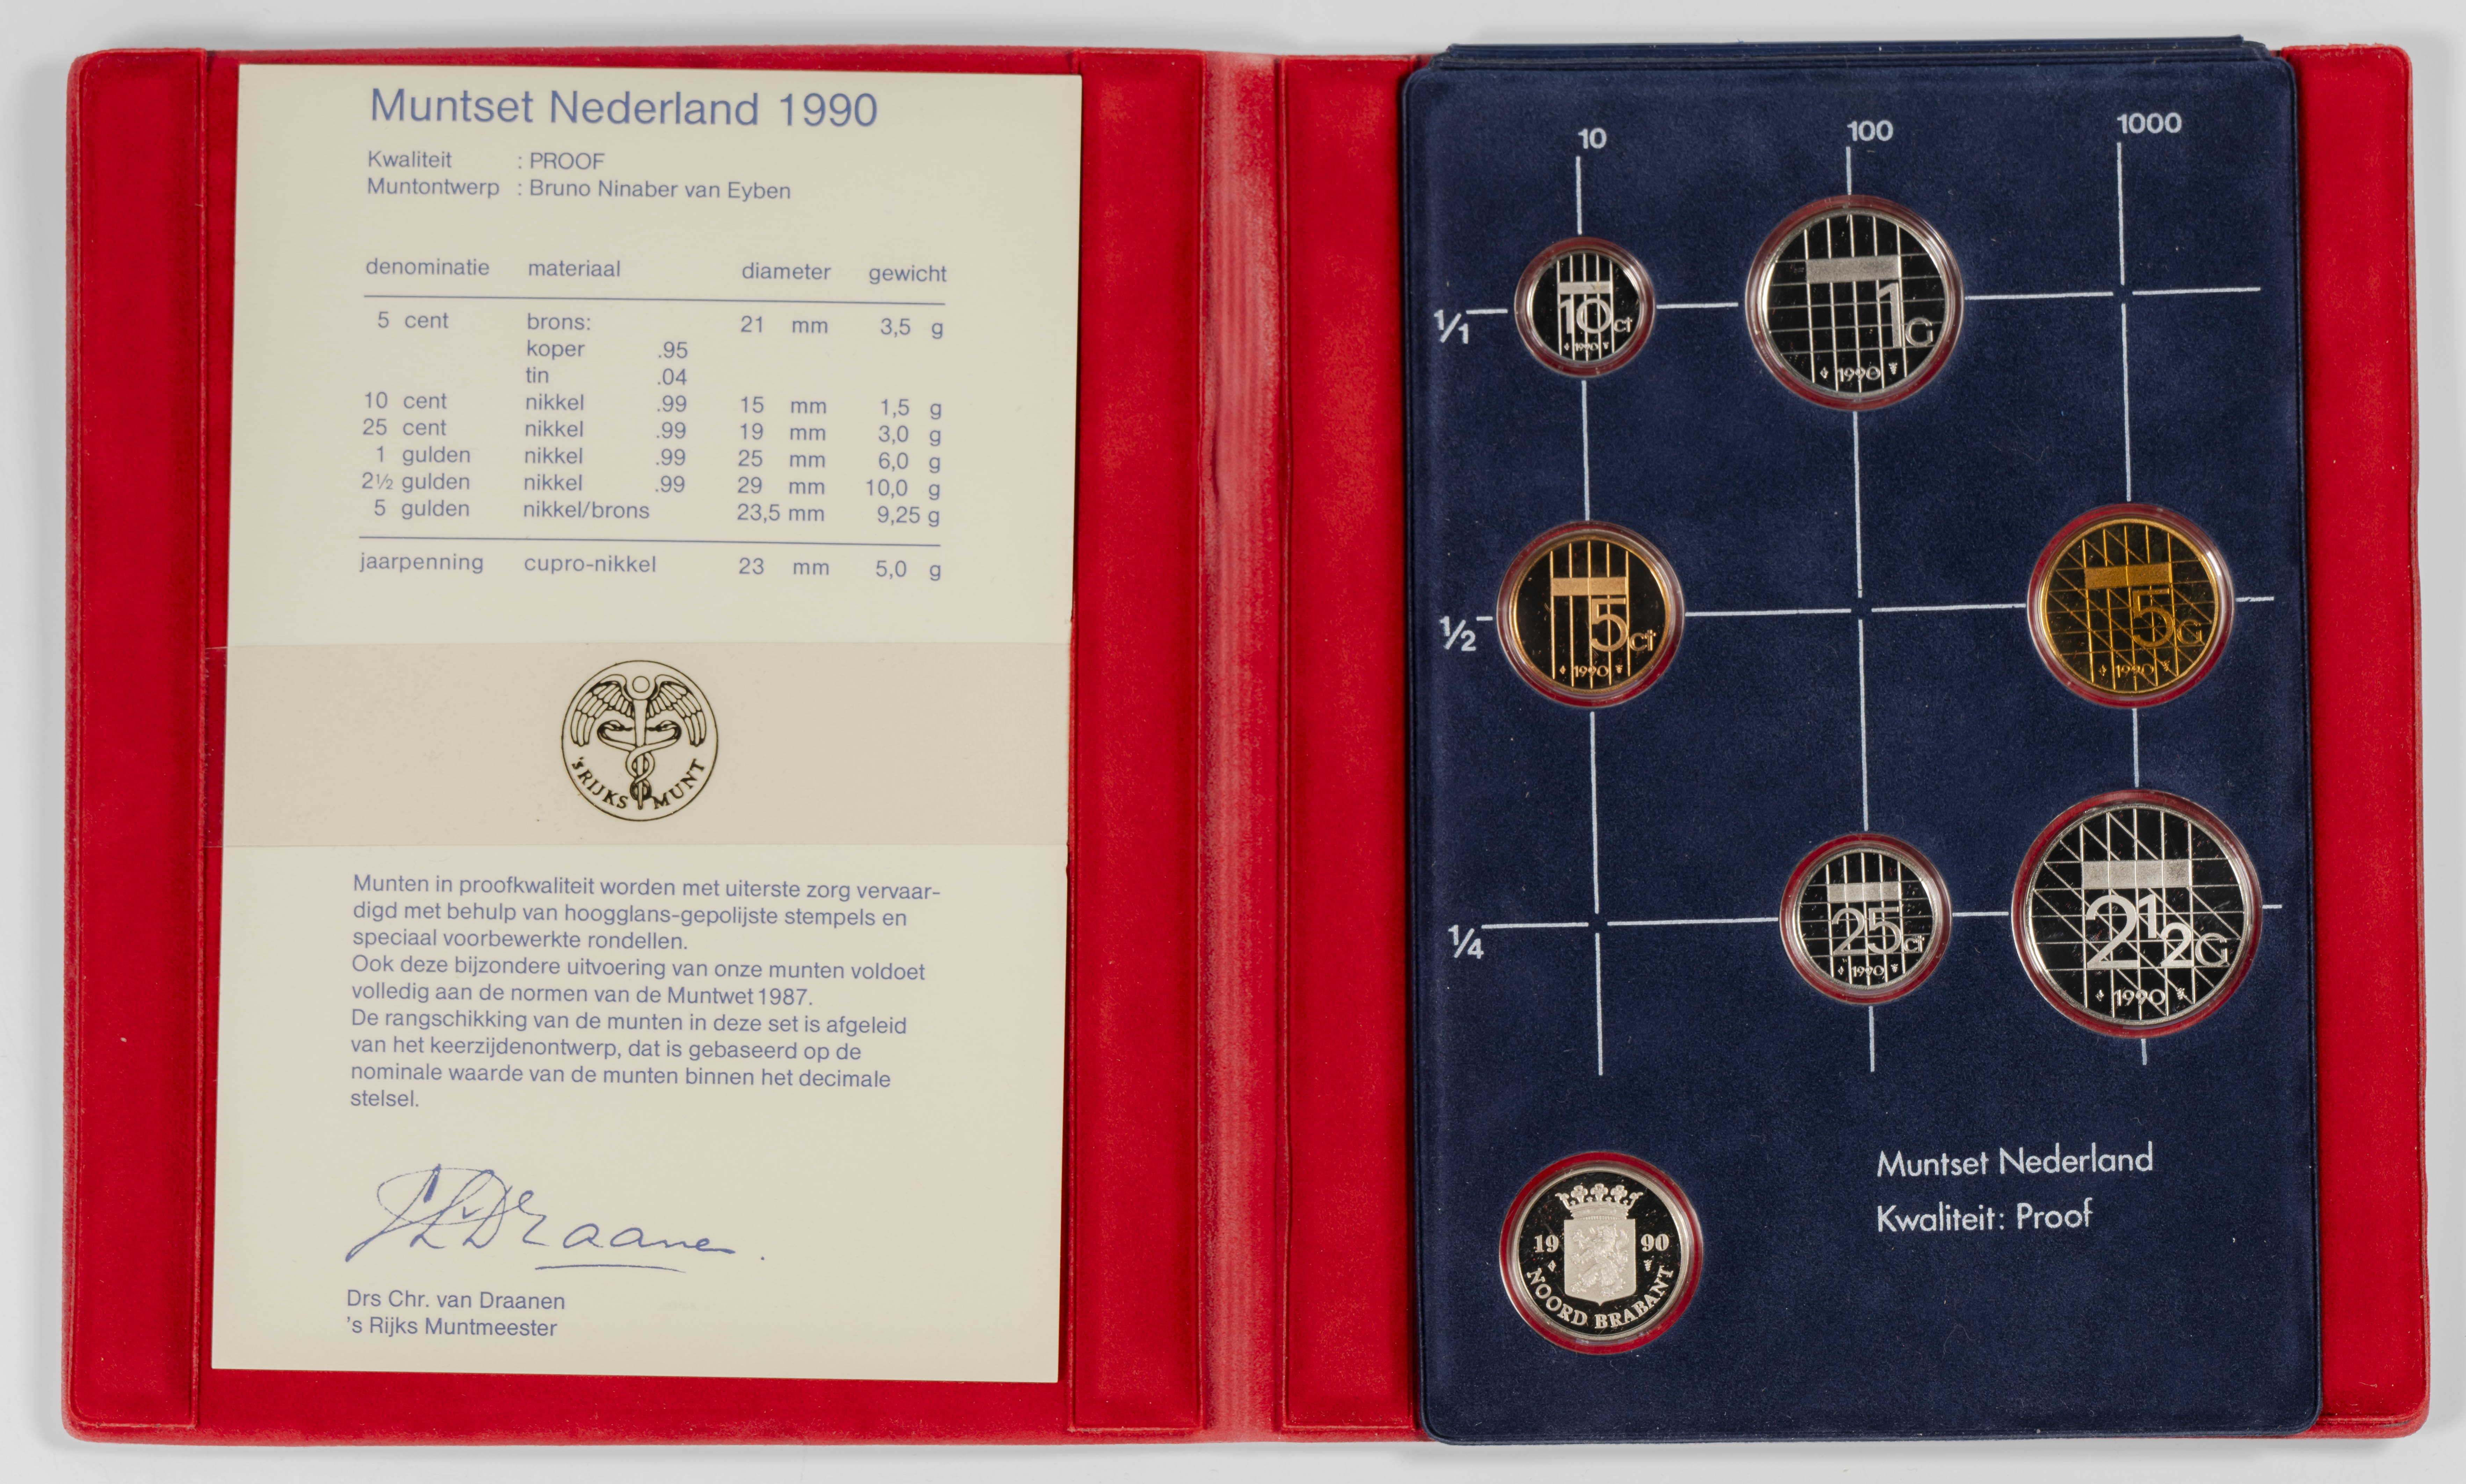 Muntset Nederland 1990
Kwaliteit : PROOF
Muntontwerp : Bruno Ninaber van Eyben
denominatie materiaal diameter gewicht
5 cent brons: 21 mm 3,5 g
koper .95
tin .04
10 cent nikkel .99 15 mm 1,5 g
25 cent nikkel .99 19 mm 3,0 g
1 gulden nikkel .99 25 mm 6,0 g
2½ gulden nikkel .99 29 mm 10,0 g
5 gulden nikkel/brons 23,5 mm 9,25 g
jaarpenning cupro-nikkel 23 mm 5,0 g
'S RIJKS MUNT
Munten in proofkwaliteit worden met uiterste zorg vervaar-
digd met behulp van hoogglans-gepolijste stempels en
speciaal voorbewerkte rondellen.
Ook deze bijzondere uitvoering van onze munten voldoet
volledig aan de normen van de Muntwet 1987.
De rangschikking van de munten in deze set is afgeleid
van het keerzijdenontwerp, dat is gebaseerd op de
nominale waarde van de munten binnen het decimale
stelsel.
Chr v Draanen.
Drs Chr. van Draanen
's Rijks Muntmeester
10 100 1000
1/1
10 ct
1990
1 G
1990
1/2
5 ct
1990
5 G
1990
1/4
25 ct
1990
2 1/2 G
1990
19 90
NOORD BRABANT
Muntset Nederland
Kwaliteit: Proof